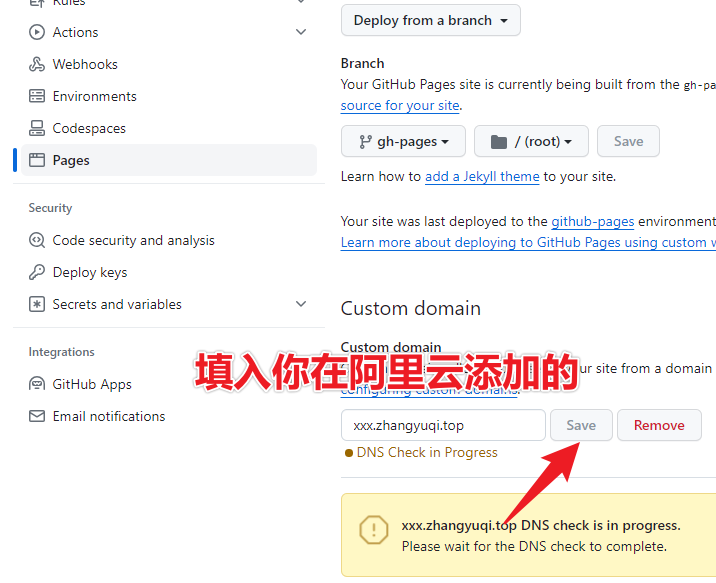 Rules
Actions
Webhooks
Environments
Codespaces
Pages
Security
Code security and analysis
Deploy keys
Secrets and variables
Integrations
GitHub Apps
Email notifications
Deploy from a branch
Branch
Your GitHub Pages site is currently being built from the gh-pa
source for your site.
gh-pages
/ (root)
Save
Learn how to add a Jekyll theme to your site.
Your site was last deployed to the github-pages environment
Learn more about deploying to GitHub Pages using custom w
Custom domain
Custom domain
填入你在阿里云添加的
your site from a domain
configuring custom domains.
xxx.zhangyuqi.top
Save
Remove
DNS Check in Progress
xxx.zhangyuqi.top DNS check is in progress.
Please wait for the DNS check to complete.